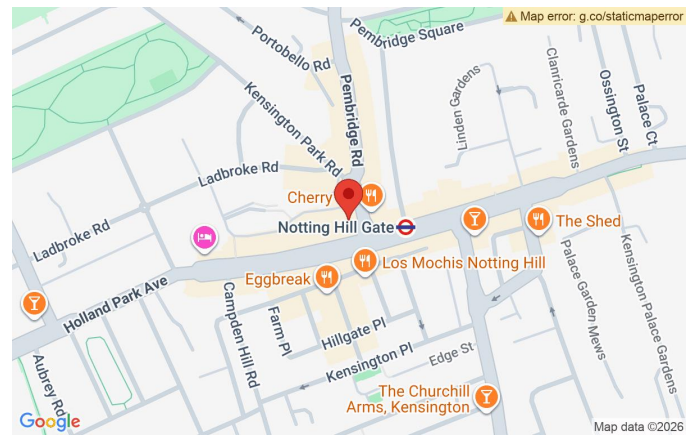 Map error: g.co/staticmaperror
Pembridge Square
Portobello Rd
Pembridge Rd
Kensington Park Rd
Linden Gardens
Clanricarde Gardens
Ossington St
Palace Ct
Ladbroke Rd
Cherry
Ladbroke Rd
Notting Hill Gate
The Shed
Los Mochis Notting Hill
Eggbreak
Holland Park Ave
Campden Hill Rd
Farm Pl
Hillgate Pl
Kensington Pl
Edge St
Palace Garden Mews
Kensington Palace Gardens
Aubrey Rd
The Churchill
Arms, Kensington
Google
Map data ©2026